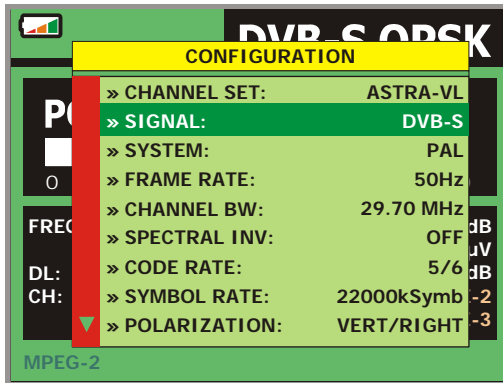 DVB-S QPSK
CONFIGURATION
» CHANNEL SET: ASTRA-VL
» SIGNAL: DVB-S
» SYSTEM: PAL
» FRAME RATE: 50Hz
» CHANNEL BW: 29.70 MHz
» SPECTRAL INV: OFF
» CODE RATE: 5/6
» SYMBOL RATE: 22000kSymb
» POLARIZATION: VERT/RIGHT
0
dB
µV
DL: dB
CH: -2
-3
MPEG-2